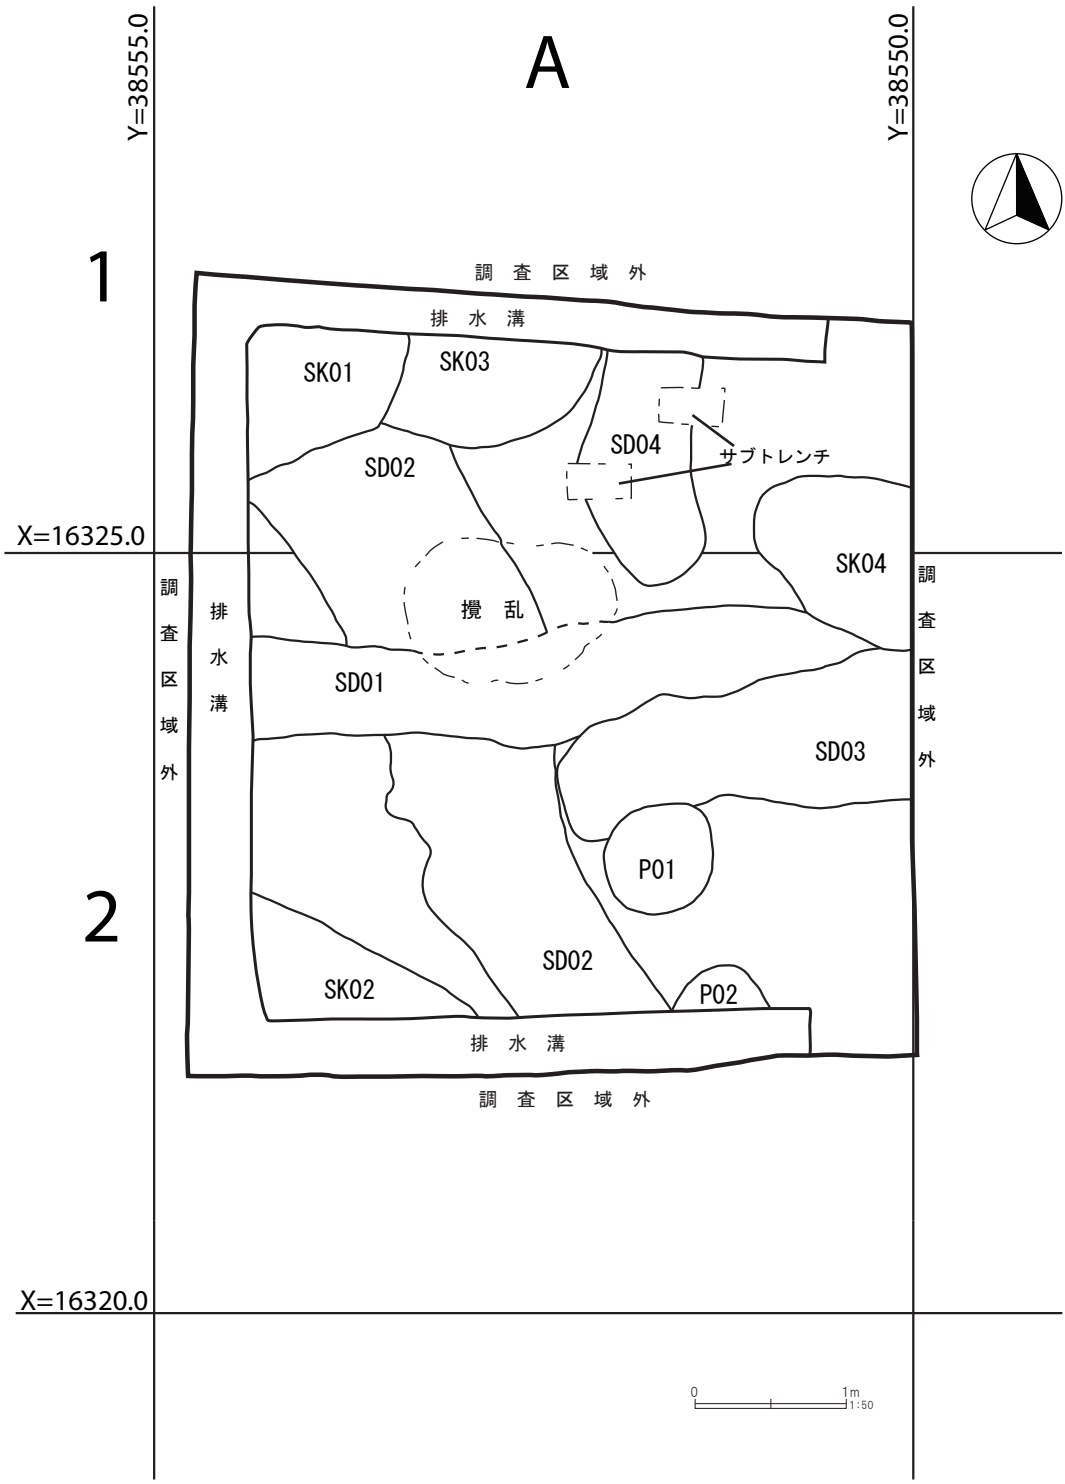 Y=38555.0
A
Y=38550.0
1
調査区域外
排水溝
SK01
SK03
SD04
サブトレンチ
SD02
X=16325.0
SK04
調査区域外
排水溝
攪乱
調査区域外
SD01
SD03
P01
2
SD02
SK02
P02
排水溝
調査区域外
X=16320.0
0 1m
1:50